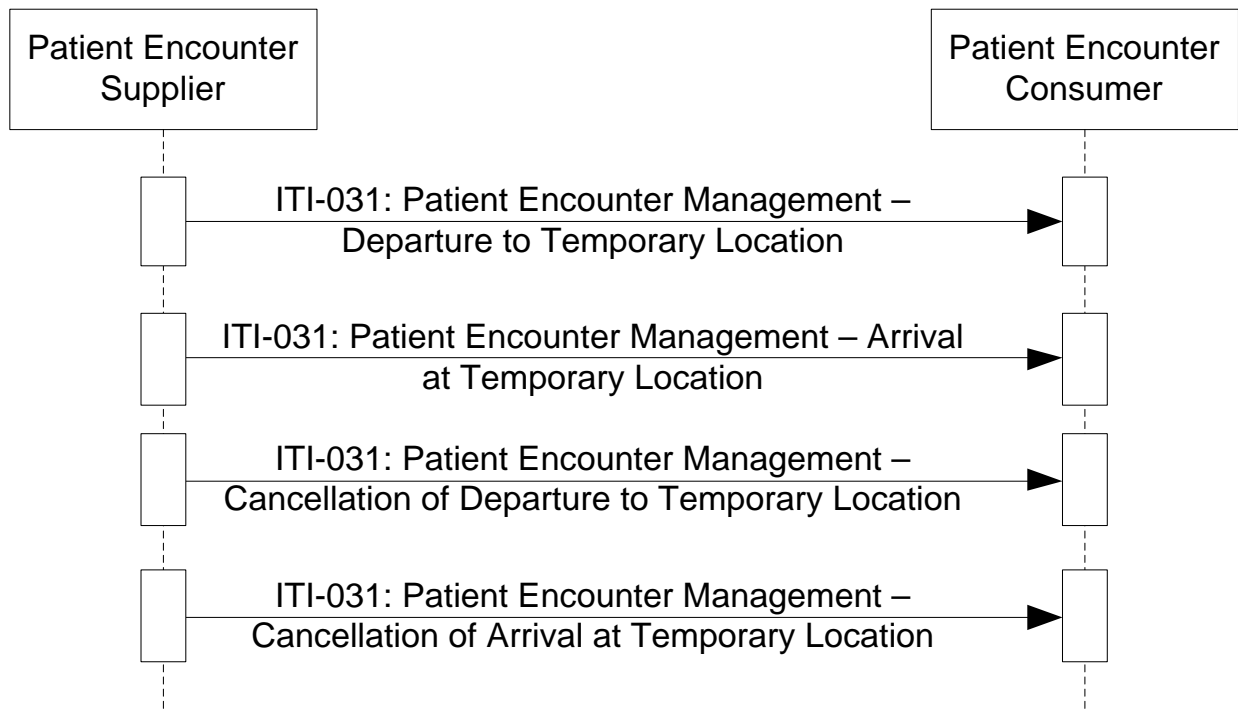 Patient Encounter
Supplier
Patient Encounter
Consumer
ITI-031: Patient Encounter Management –
Departure to Temporary Location
ITI-031: Patient Encounter Management – Arrival
at Temporary Location
ITI-031: Patient Encounter Management –
Cancellation of Departure to Temporary Location
ITI-031: Patient Encounter Management –
Cancellation of Arrival at Temporary Location